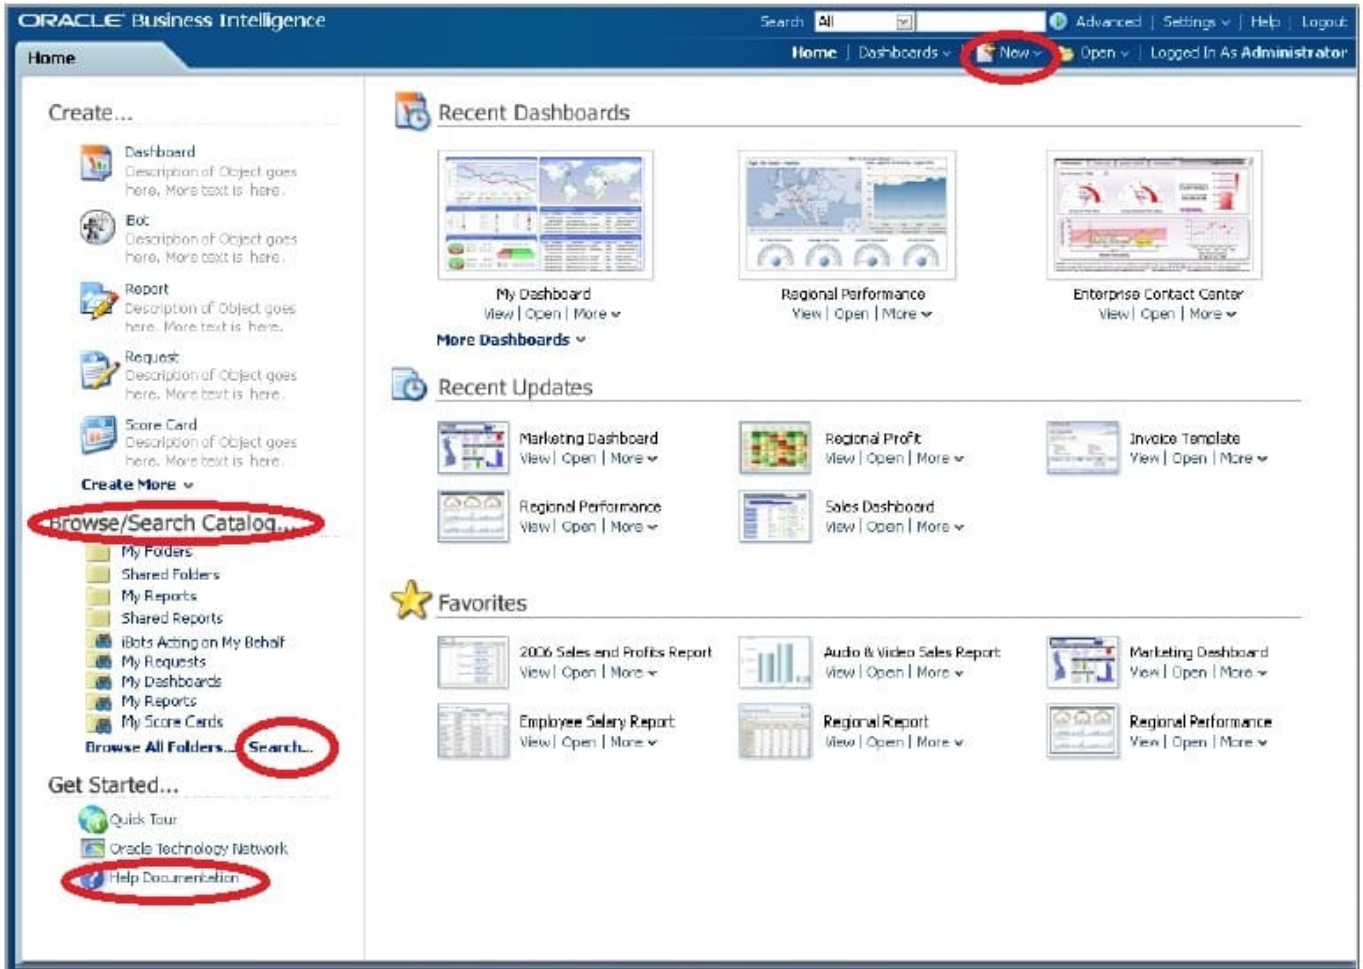 ORACLE Business Intelligence
Search All Advanced | Settings | Help | Logout
Home
Home | Dashboards | New Open | Logged In As Administrator
Create...
Dashboard
Description of Object goes
here. More text is here.
iBot
Description of Object goes
here. More text is here.
Report
Description of Object goes
here. More text is here.
Request
Description of Object goes
here. More text is here.
Score Card
Description of Object goes
here. More text is here.
Create More
Browse/Search Catalog...
My Folders
Shared Folders
My Reports
Shared Reports
iBots Acting on My Behalf
My Requests
My Dashboards
My Reports
My Score Cards
Browse All Folders... Search...
Get Started...
Quick Tour
Oracle Technology Network
Help Documentation
Recent Dashboards
My Dashboard
View | Open | More
Regional Performance
View | Open | More
Enterprise Contact Center
View | Open | More
More Dashboards
Recent Updates
Marketing Dashboard
View | Open | More
Regional Profit
View | Open | More
Invoice Template
View | Open | More
Regional Performance
View | Open | More
Sales Dashboard
View | Open | More
Favorites
2006 Sales and Profits Report
View | Open | More
Audio & Video Sales Report
View | Open | More
Marketing Dashboard
View | Open | More
Employee Salary Report
View | Open | More
Regional Report
View | Open | More
Regional Performance
View | Open | More